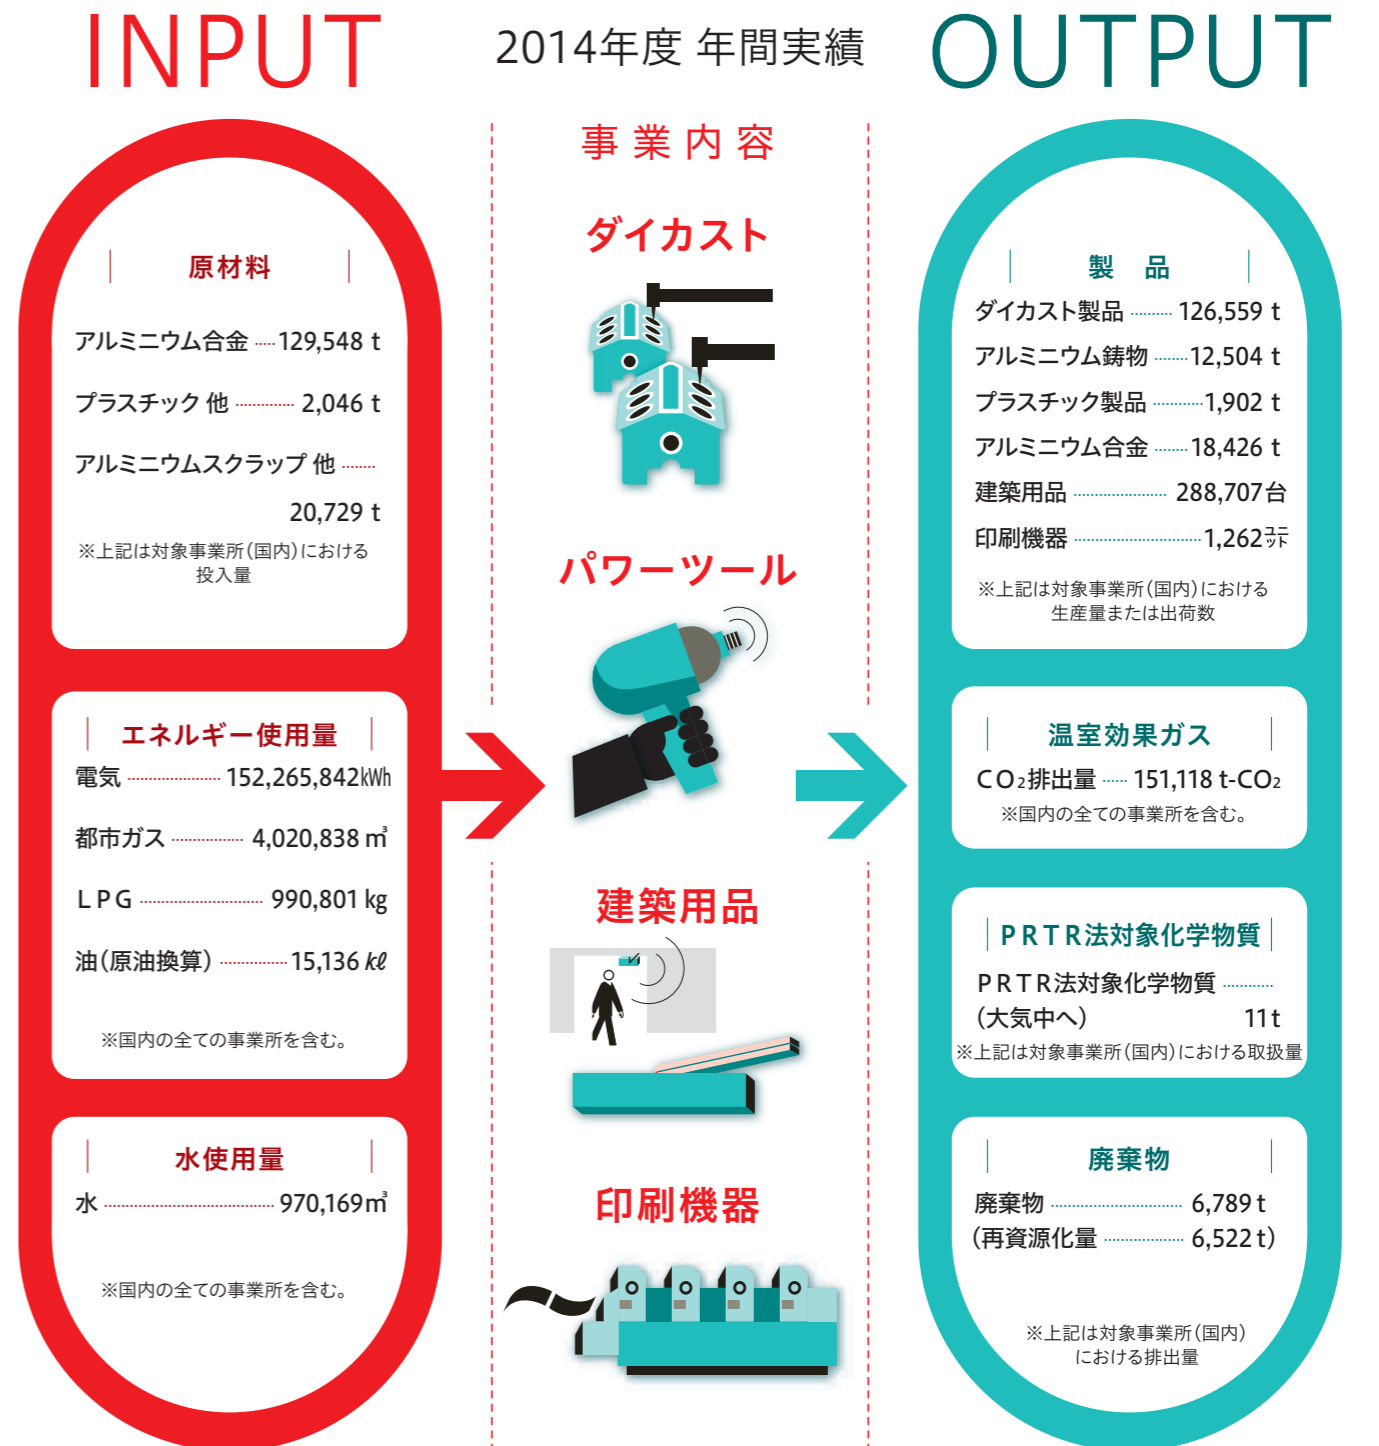 INPUT
2014年度 年間実績
OUTPUT
原材料
アルミニウム合金 129,548 t
プラスチック 他 2,046 t
アルミニウムスクラップ 他
20,729 t
※上記は対象事業所(国内)における
投入量
エネルギー使用量
電気 152,265,842kWh
都市ガス 4,020,838 ㎥
LPG 990,801 kg
油(原油換算) 15,136 kℓ
※国内の全ての事業所を含む。
水使用量
水 970,169㎥
※国内の全ての事業所を含む。
事業内容
ダイカスト
パワーツール
建築用品
印刷機器
製 品
ダイカスト製品 126,559 t
アルミニウム鋳物 12,504 t
プラスチック製品 1,902 t
アルミニウム合金 18,426 t
建築用品 288,707台
印刷機器 1,262ユニット
※上記は対象事業所(国内)における
生産量または出荷数
温室効果ガス
CO₂排出量 151,118 t-CO₂
※国内の全ての事業所を含む。
PRTR法対象化学物質
PRTR法対象化学物質
(大気中へ) 11t
※上記は対象事業所(国内)における取扱量
廃棄物
廃棄物 6,789 t
(再資源化量 6,522 t)
※上記は対象事業所(国内)
における排出量